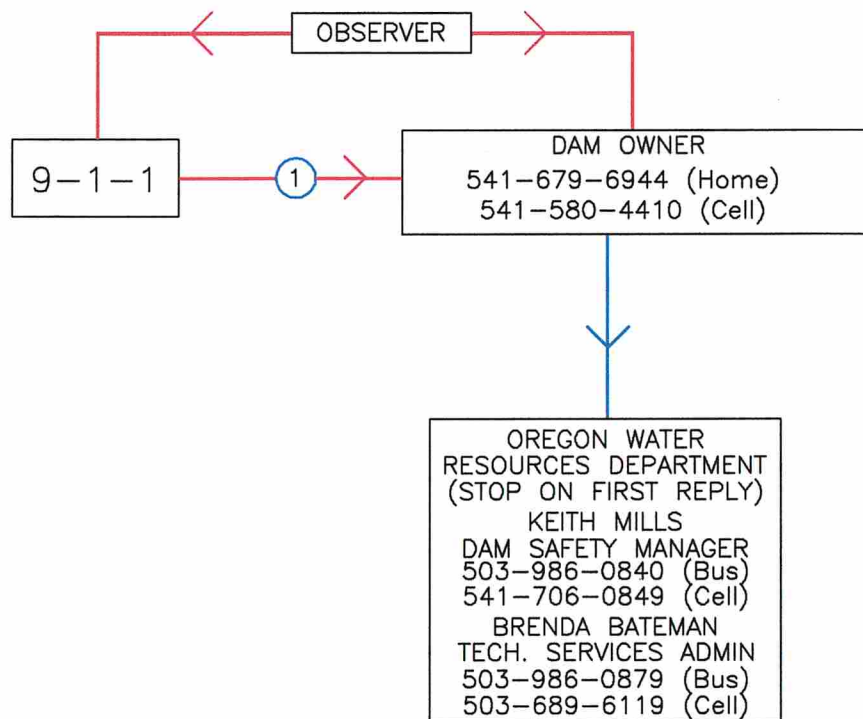 OBSERVER
9-1-1
1
DAM OWNER
541-679-6944 (Home)
541-580-4410 (Cell)
OREGON WATER
RESOURCES DEPARTMENT
(STOP ON FIRST REPLY)
KEITH MILLS
DAM SAFETY MANAGER
503-986-0840 (Bus)
541-706-0849 (Cell)
BRENDA BATEMAN
TECH. SERVICES ADMIN
503-986-0879 (Bus)
503-689-6119 (Cell)